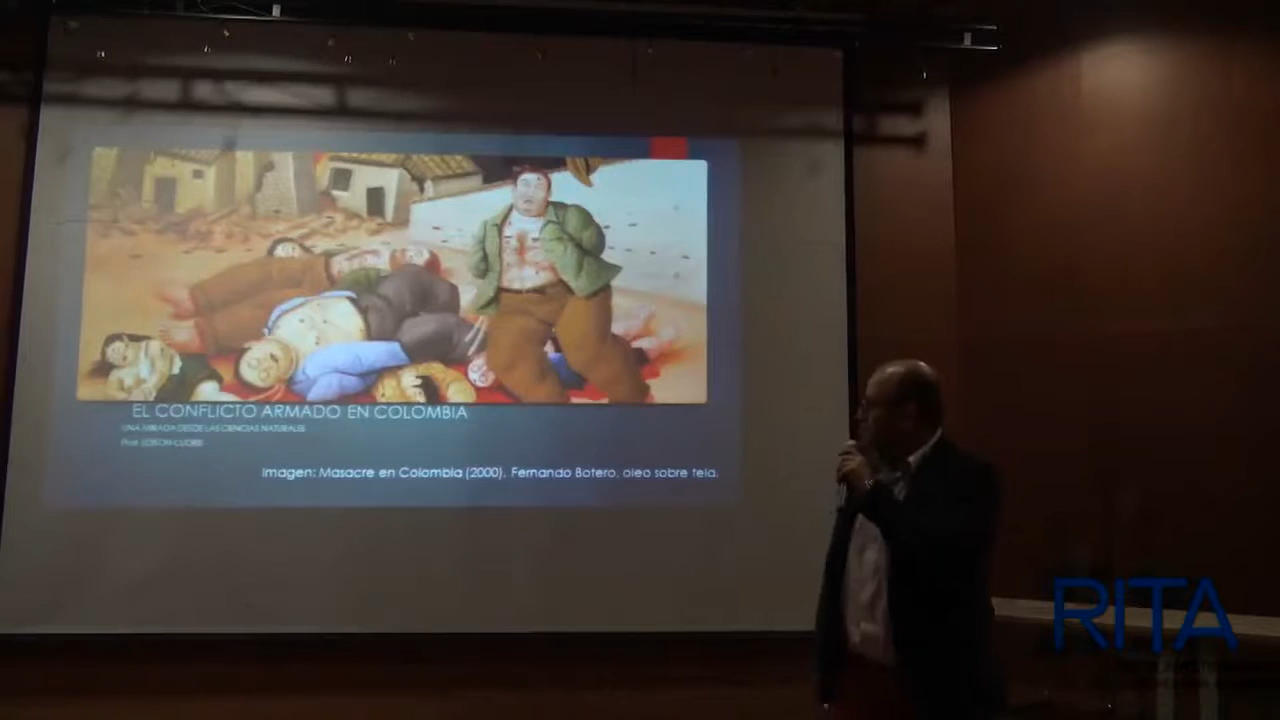 EL CONFLICTO ARMADO EN COLOMBIA
UNA MIRADA DESDE LAS CIENCIAS NATURALES
Prof.
Imagen: Masacre en Colombia (2000), Fernando Botero, oleo sobre tela.
RITA